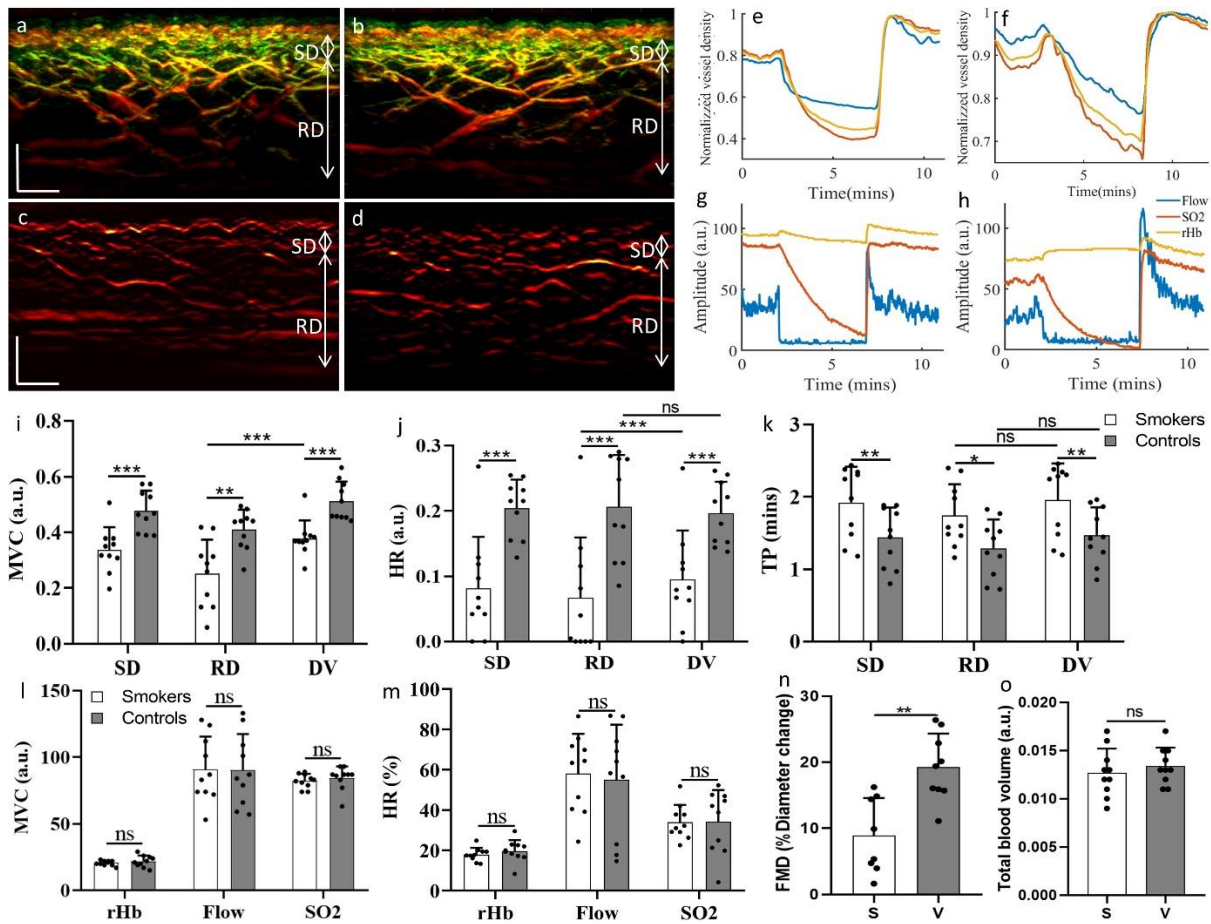 a
SD
RD
b
SD
RD
c
SD
RD
d
SD
RD
e
Normalizzed vessel density
1
0.8
0.6
0.4
0
5
10
Time(mins)
f
Normalizzed vessel density
1
0.9
0.8
0.7
0
5
10
Time(mins)
g
Amplitude (a.u.)
100
50
0
0
5
10
Time (mins)
h
Flow
SO2
rHb
Amplitude (a.u.)
100
50
0
0
5
10
Time (mins)
i
MVC (a.u.)
0.8
0.6
0.4
0.2
0.0
***
**
***
***
SD
RD
DV
j
HR (a.u.)
0.3
0.2
0.1
0.0
***
***
***
ns
***
SD
RD
DV
k
Smokers
Controls
TP (mins)
3
2
1
0
**
*
ns
ns
**
SD
RD
DV
l
Smokers
Controls
MVC (a.u.)
150
100
50
0
ns
ns
ns
rHb
Flow
SO2
m
HR (%)
100
80
60
40
20
0
ns
ns
ns
rHb
Flow
SO2
n
FMD (%Diameter change)
30
20
10
0
**
S
V
o
Total blood volume (a.u.)
0.020
0.015
0.010
0.005
0.000
ns
S
V